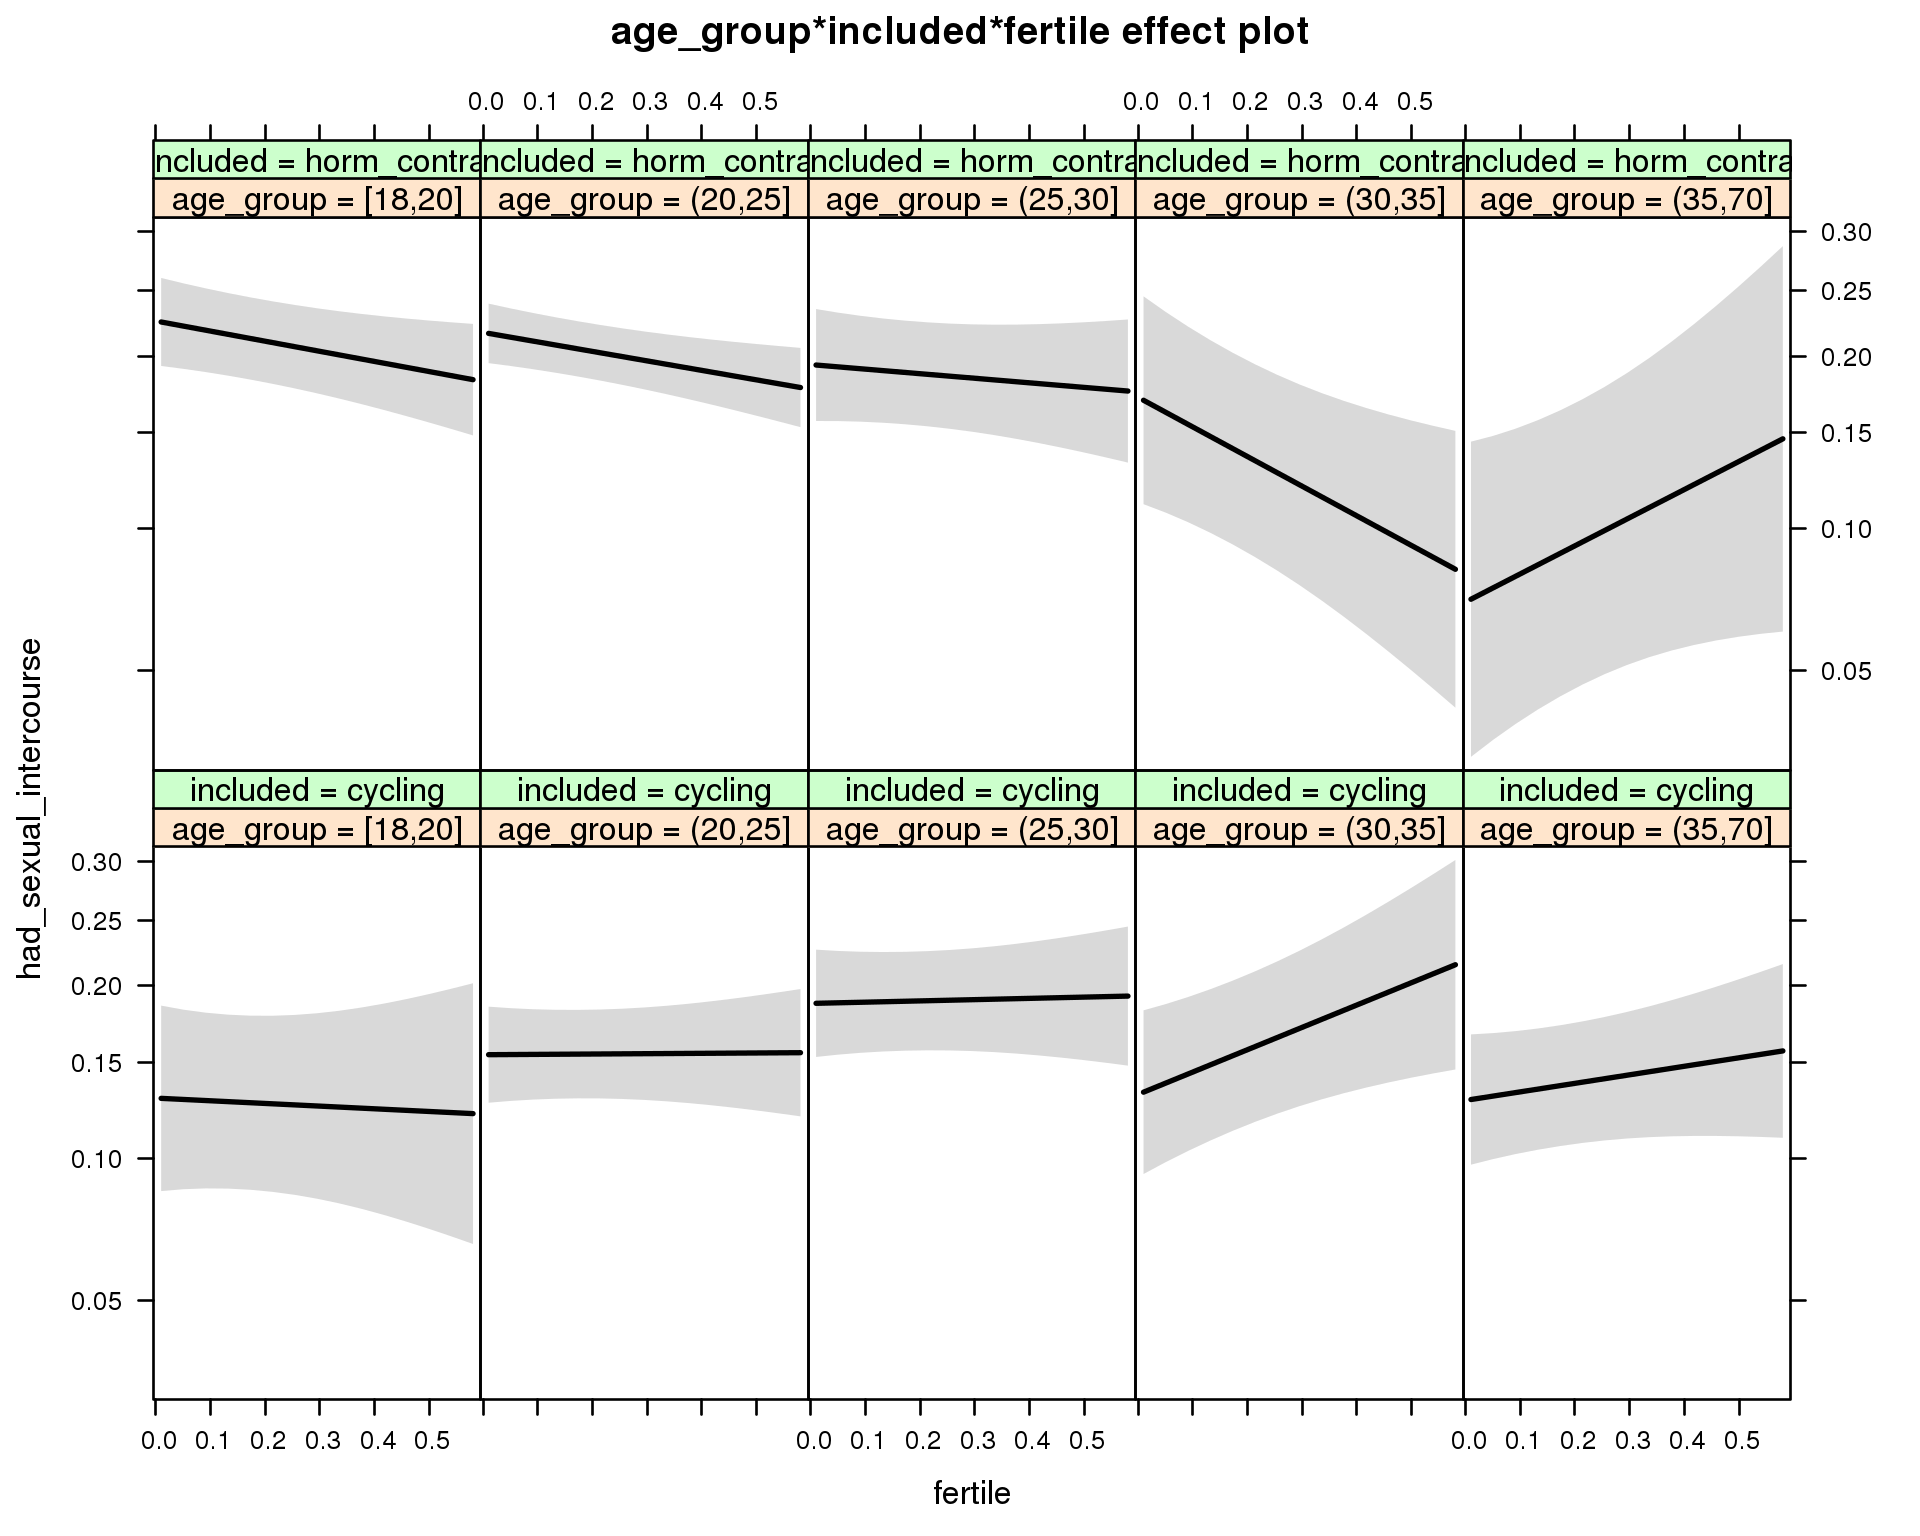 age_group*included*fertile effect plot
0.0 0.1 0.2 0.3 0.4 0.5 0.0 0.1 0.2 0.3 0.4 0.5
ncluded = horm_contra ncluded = horm_contra ncluded = horm_contra ncluded = horm_contra ncluded = horm_contra
age_group = [18,20] age_group = (20,25] age_group = (25,30] age_group = (30,35] age_group = (35,70]
0.30
0.25
0.20
0.15
0.10
0.05
had_sexual_intercourse
included = cycling included = cycling included = cycling included = cycling included = cycling
age_group = [18,20] age_group = (20,25] age_group = (25,30] age_group = (30,35] age_group = (35,70]
0.30
0.25
0.20
0.15
0.10
0.05
0.0 0.1 0.2 0.3 0.4 0.5 0.0 0.1 0.2 0.3 0.4 0.5 0.0 0.1 0.2 0.3 0.4 0.5
fertile